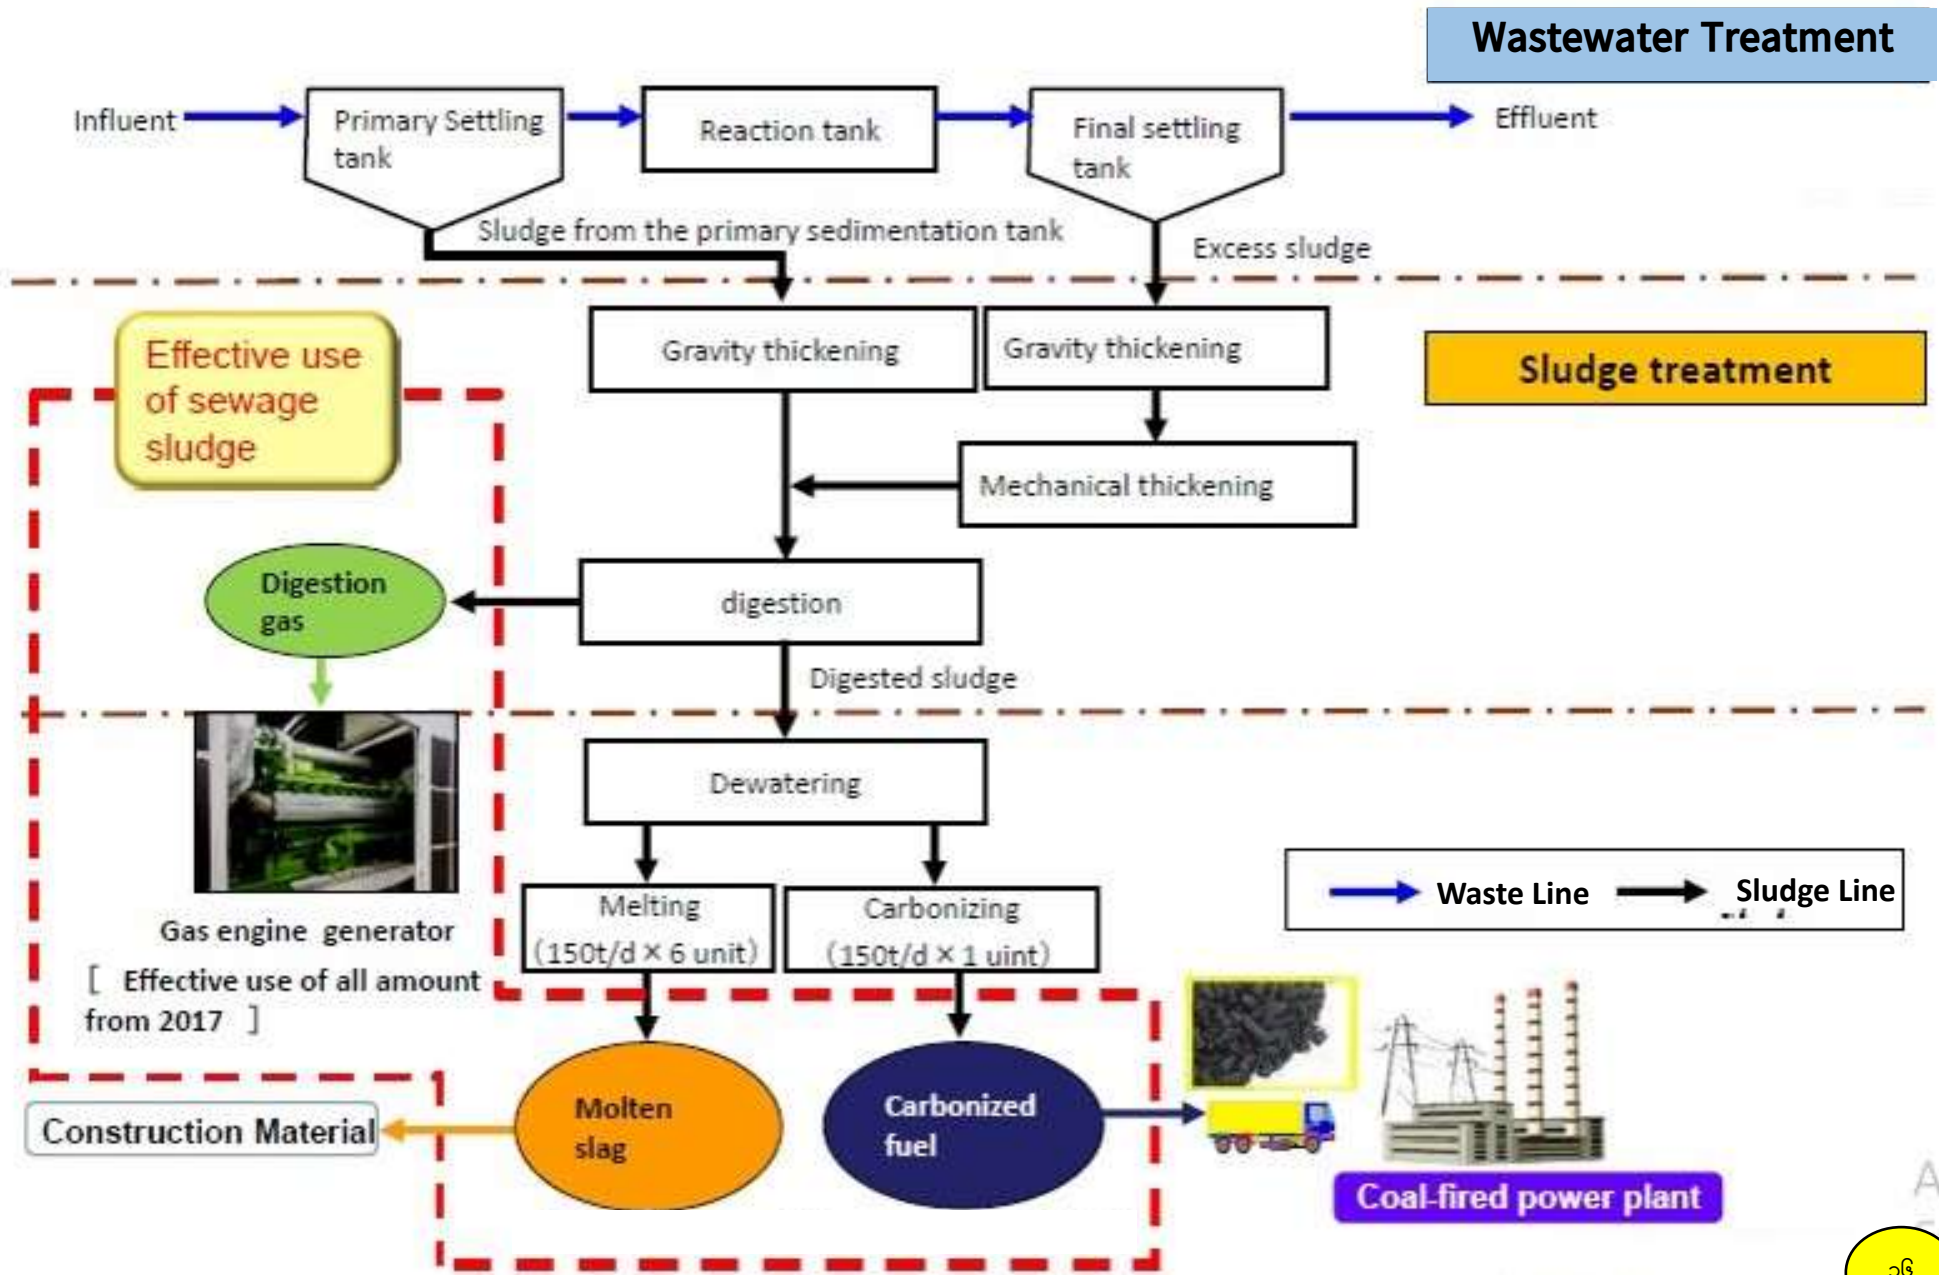 Wastewater Treatment
Influent
Primary Settling
tank
Reaction tank
Final settling
tank
Effluent
Sludge from the primary sedimentation tank
Excess sludge
Effective use
of sewage
sludge
Gravity thickening
Gravity thickening
Sludge treatment
Mechanical thickening
Digestion
gas
digestion
Digested sludge
Dewatering
Melting
(150t/d × 6 unit)
Carbonizing
(150t/d × 1 uint)
Waste Line
Sludge Line
Gas engine generator
[ Effective use of all amount
from 2017 ]
Construction Material
Molten
slag
Carbonized
fuel
Coal-fired power plant